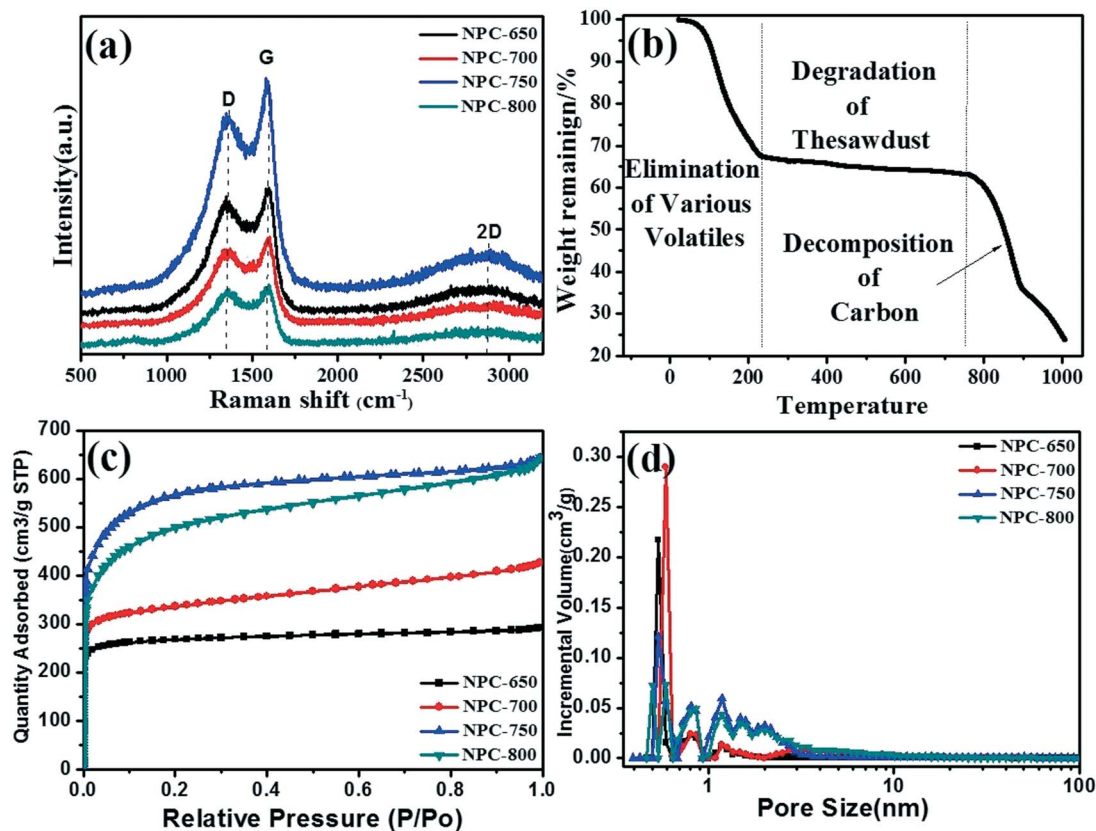 (a)
NPC-650
NPC-700
NPC-750
NPC-800
D
G
2D
Intensity(a.u.)
500 1000 1500 2000 2500 3000
Raman shift (cm-1)
(b)
100
90
80
70
60
50
40
30
20
Weight remainign/%
Elimination
of Various
Volatiles
Degradation
of
Thesawdust
Decomposition
of
Carbon
0 200 400 600 800 1000
Temperature
(c)
700
600
500
400
300
200
100
0
Quantity Adsorbed (cm3/g STP)
NPC-650
NPC-700
NPC-750
NPC-800
0.0 0.2 0.4 0.6 0.8 1.0
Relative Pressure (P/Po)
(d)
NPC-650
NPC-700
NPC-750
NPC-800
0.30
0.25
0.20
0.15
0.10
0.05
0.00
Incremental Volume(cm3/g)
1 10 100
Pore Size(nm)